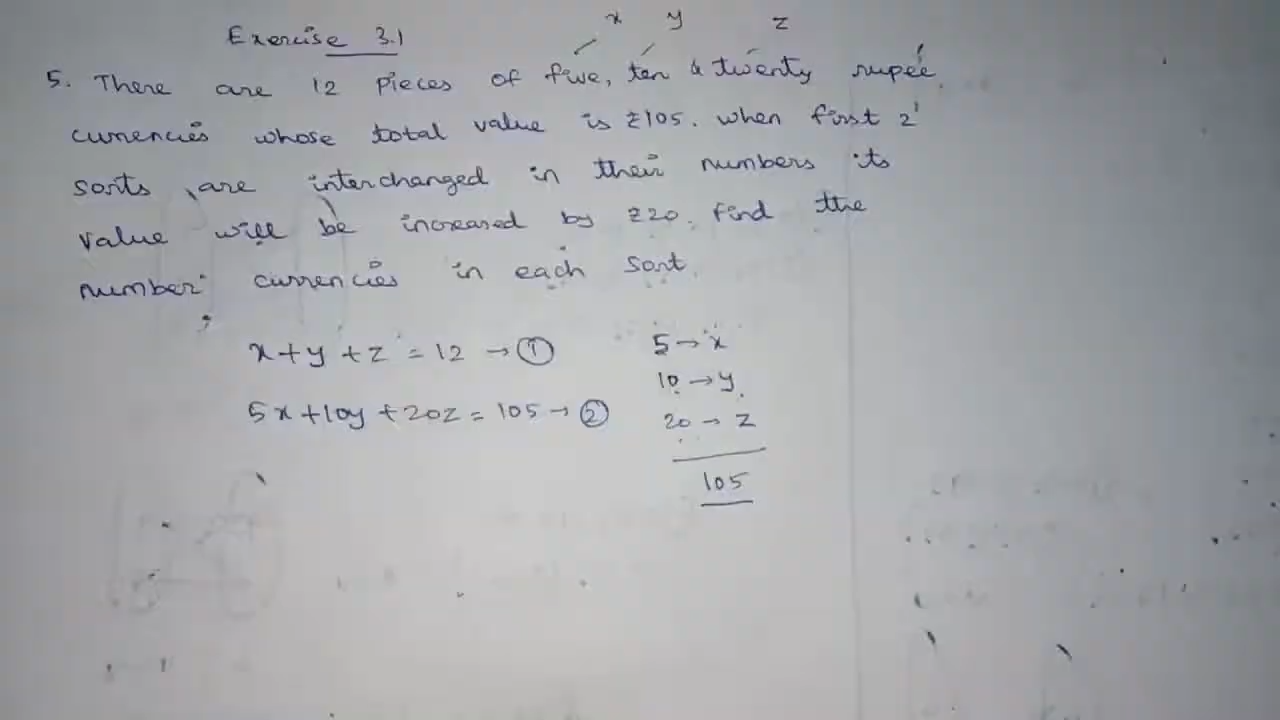 x y z
Exercise 3.1
5. There are 12 pieces of five, ten & twenty rupee
currencies whose total value is ₹105. when first 2
sorts are interchanged in their numbers its
value will be increased by ₹20. find the
number currencies in each sort.
x+y+z = 12 → ①
5x+10y+20z = 105 → ②
5 → x
10 → y
20 → z
105